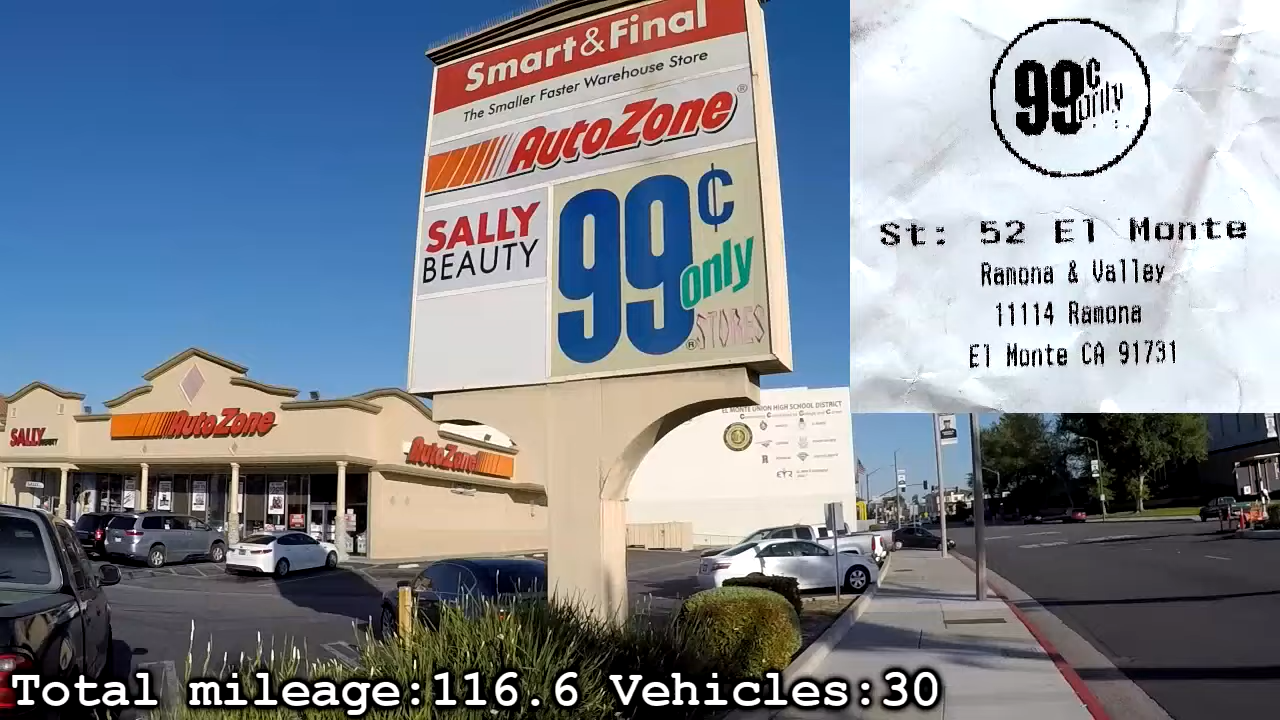 Smart&Final
The Smaller Faster Warehouse Store
AutoZone®
SALLY
BEAUTY
99¢
only
®STORES
99¢
only
St: 52 El Monte
Ramona & Valley
11114 Ramona
El Monte CA 91731
SALLY
AutoZone
AutoZone
EL MONTE UNION HIGH SCHOOL DISTRICT
Total mileage:116.6 Vehicles:30